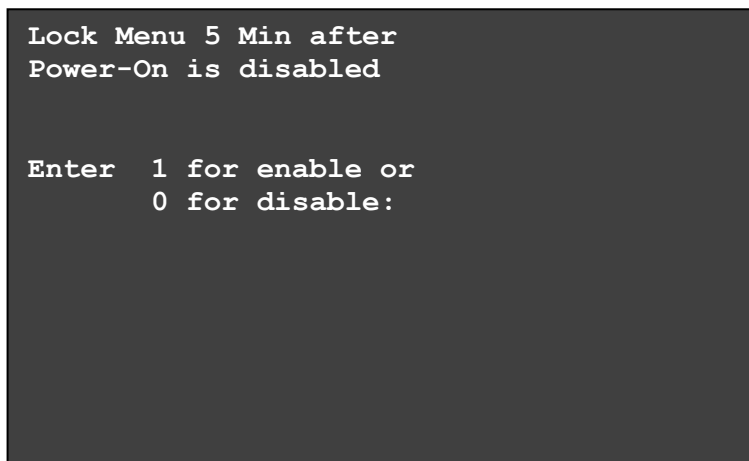 Lock Menu 5 Min after
Power-On is disabled
Enter  1 for enable or
       0 for disable: